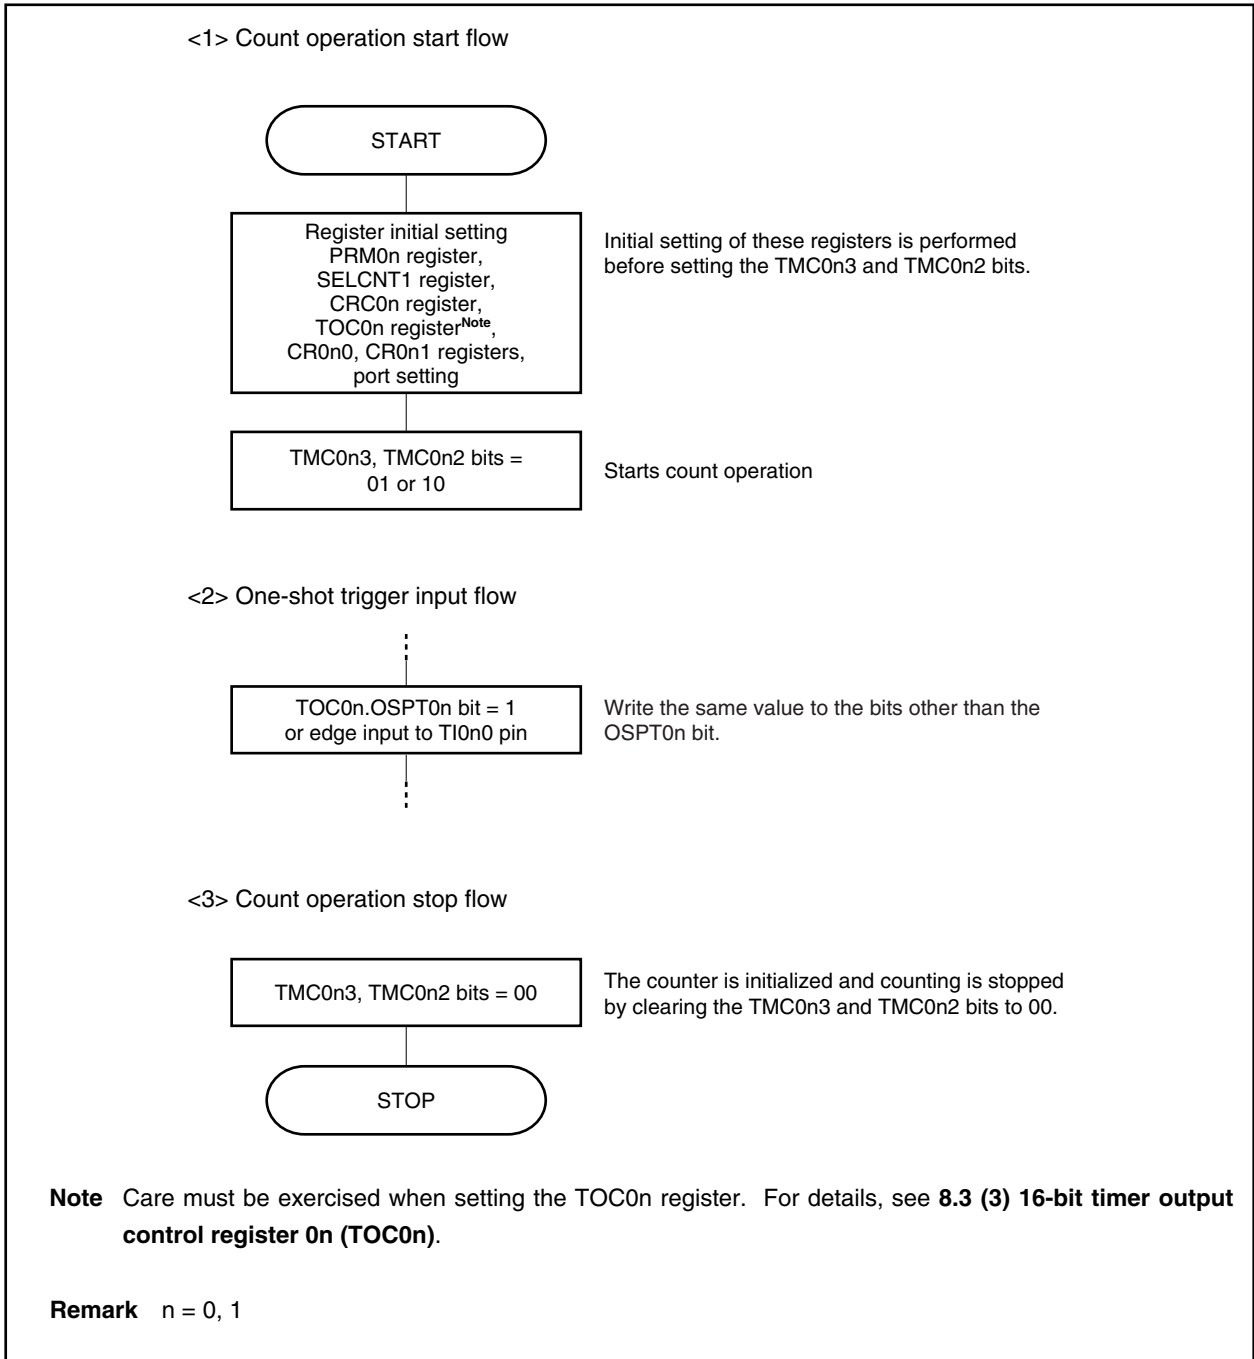 <1> Count operation start flow
START
Register initial setting
PRM0n register,
SELCNT1 register,
CRC0n register,
TOC0n registerNote,
CR0n0, CR0n1 registers,
port setting
Initial setting of these registers is performed
before setting the TMC0n3 and TMC0n2 bits.
TMC0n3, TMC0n2 bits =
01 or 10
Starts count operation
<2> One-shot trigger input flow
TOC0n.OSPT0n bit = 1
or edge input to TI0n0 pin
Write the same value to the bits other than the
OSPT0n bit.
<3> Count operation stop flow
TMC0n3, TMC0n2 bits = 00
The counter is initialized and counting is stopped
by clearing the TMC0n3 and TMC0n2 bits to 00.
STOP
Note Care must be exercised when setting the TOC0n register. For details, see 8.3 (3) 16-bit timer output
control register 0n (TOC0n).
Remark n = 0, 1